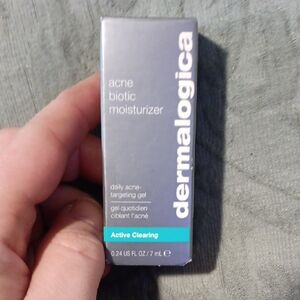 acne
biotic
moisturizer
dermalogica
daily acne-
targeting gel
gel quotidien
ciblant l'acné
Active Clearing
0.24 US FL OZ / 7 mL ℮